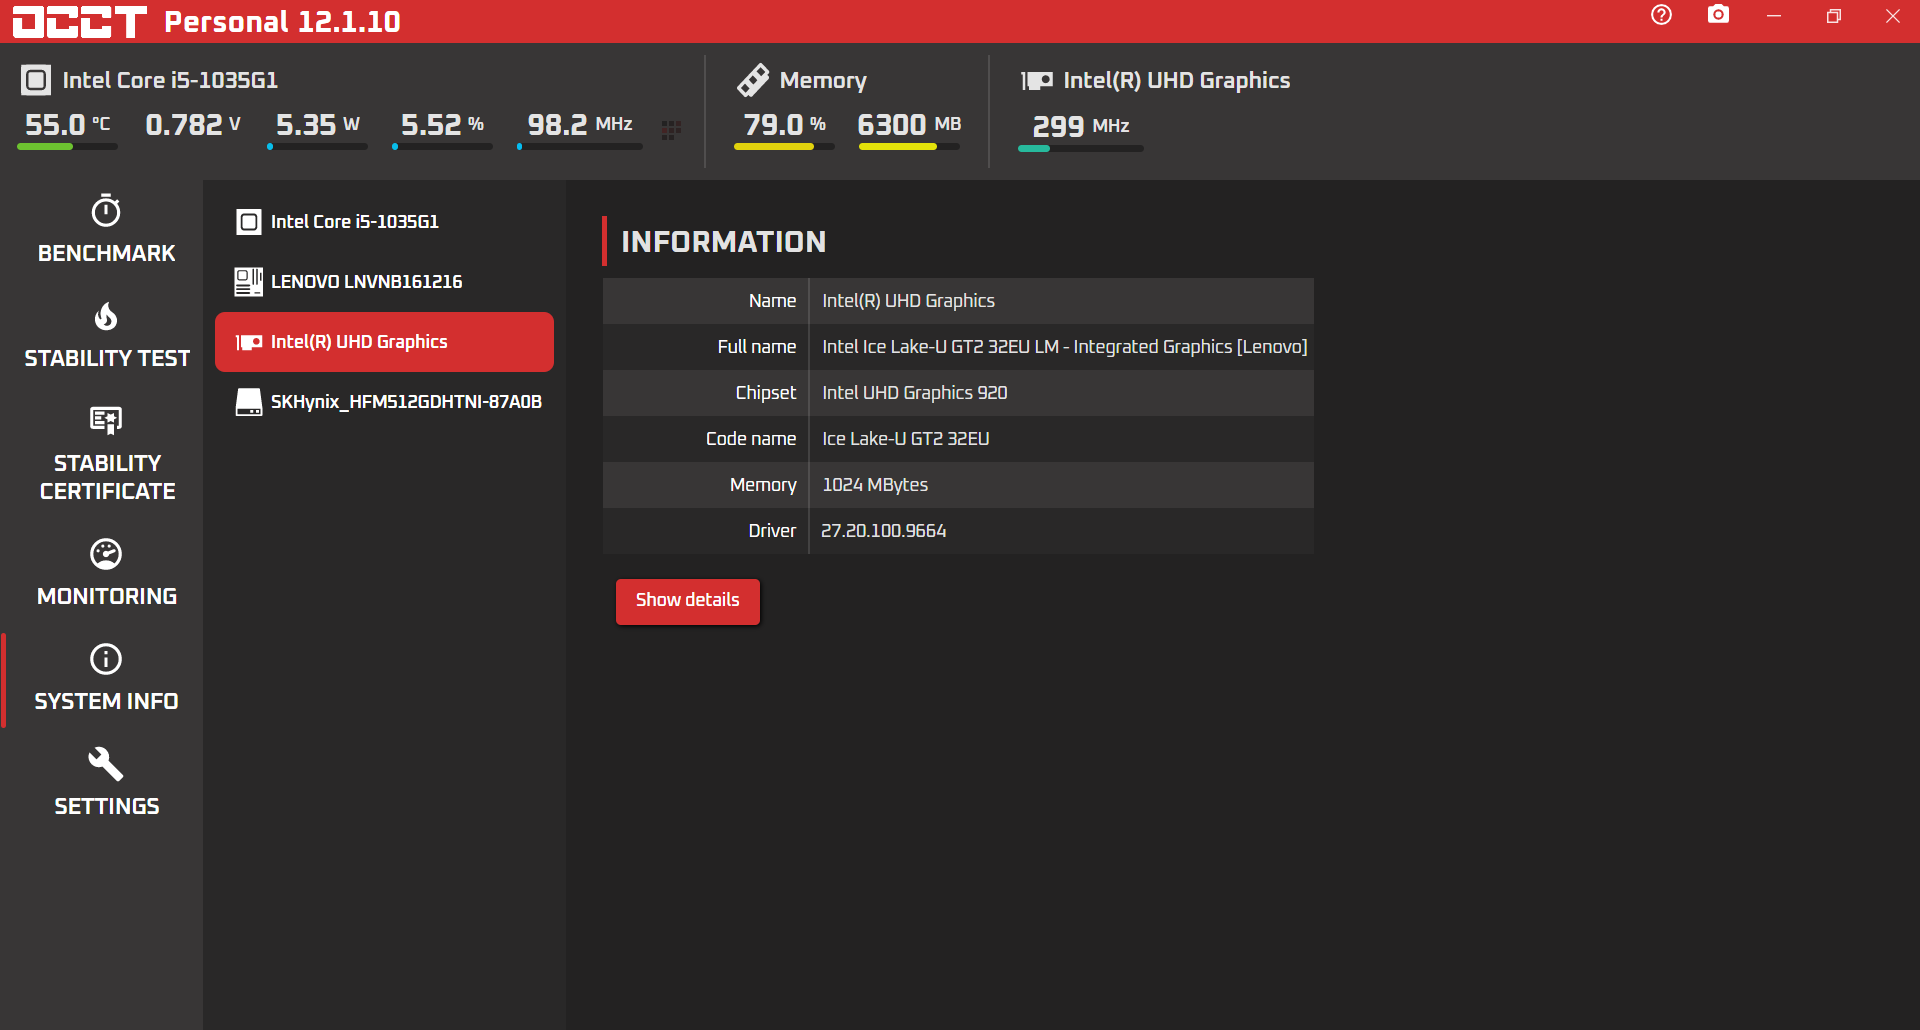 OCCT Personal 12.1.10
Intel Core i5-1035G1
55.0 °C 0.782 V 5.35 W 5.52 % 98.2 MHz
Memory
79.0 % 6300 MB
Intel(R) UHD Graphics
299 MHz
BENCHMARK
STABILITY TEST
STABILITY
CERTIFICATE
MONITORING
SYSTEM INFO
SETTINGS
Intel Core i5-1035G1
LENOVO LNVNB161216
Intel(R) UHD Graphics
SKHynix_HFM512GDHTNI-87A0B
INFORMATION
Name Intel(R) UHD Graphics
Full name Intel Ice Lake-U GT2 32EU LM - Integrated Graphics [Lenovo]
Chipset Intel UHD Graphics 920
Code name Ice Lake-U GT2 32EU
Memory 1024 MBytes
Driver 27.20.100.9664
Show details